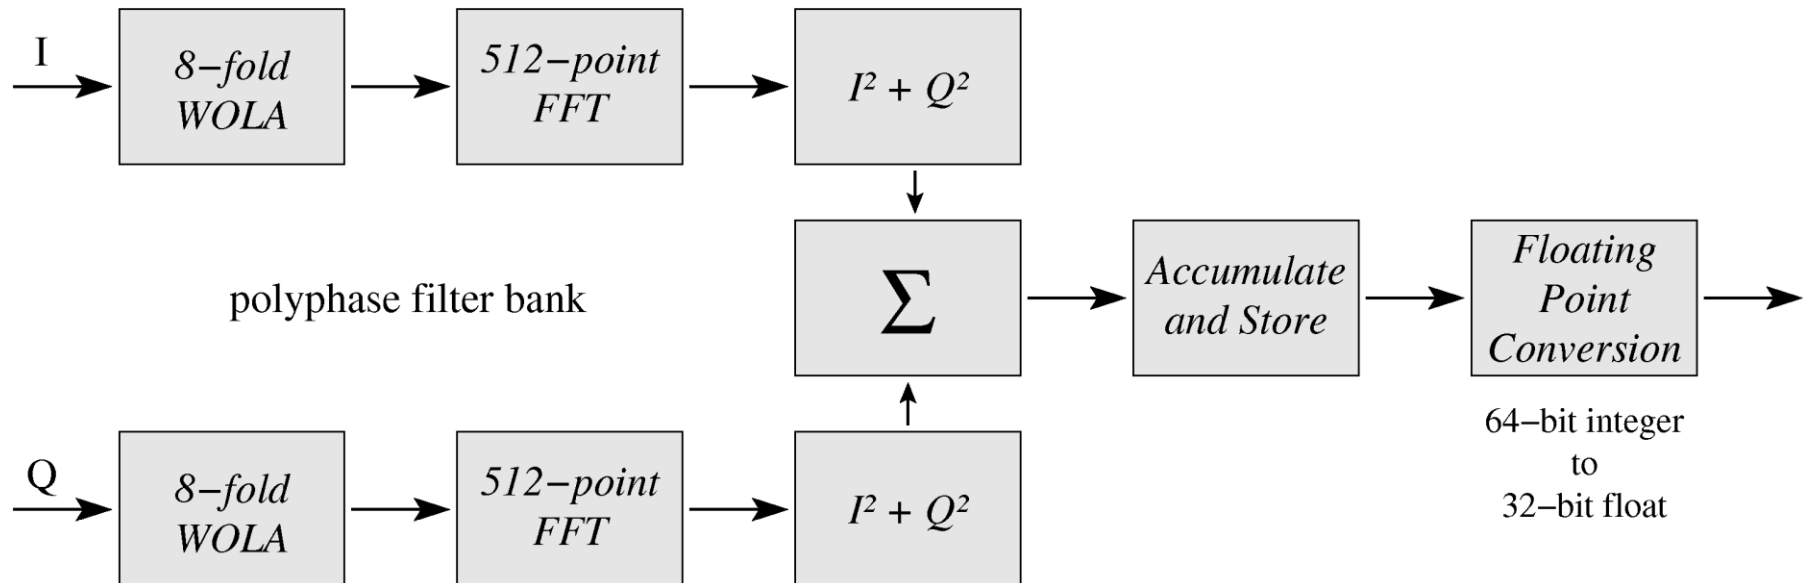 I
8−fold
WOLA
512−point
FFT
I² + Q²
polyphase filter bank
Σ
Accumulate
and Store
Floating
Point
Conversion
64−bit integer
to
32−bit float
Q
8−fold
WOLA
512−point
FFT
I² + Q²